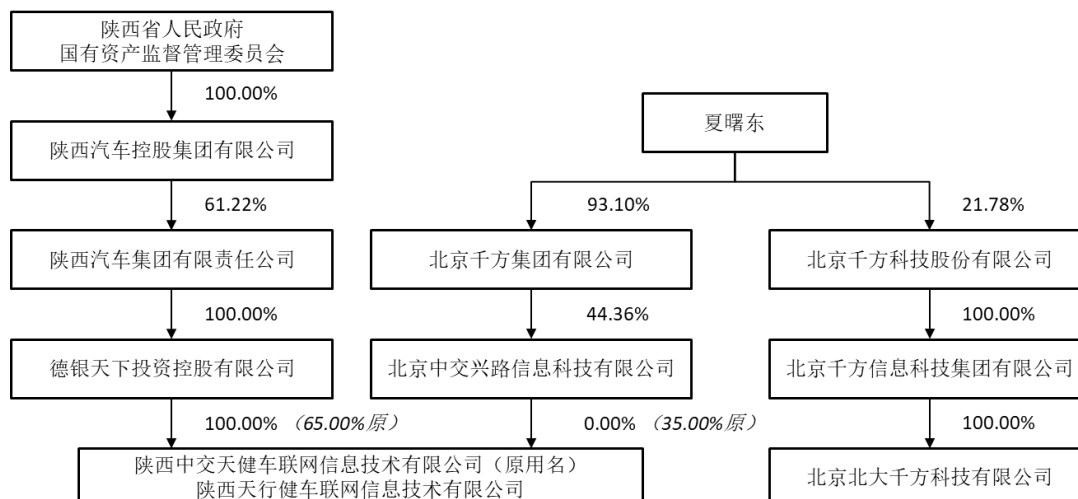 陕西省人民政府
国有资产监督管理委员会
100.00%
夏曙东
陕西汽车控股集团有限公司
61.22%
93.10%
21.78%
陕西汽车集团有限责任公司
北京千方集团有限公司
北京千方科技股份有限公司
100.00%
44.36%
100.00%
德银天下投资控股有限公司
北京中交兴路信息科技有限公司
北京千方信息科技集团有限公司
100.00%（65.00%原）
0.00%（35.00%原）
100.00%
陕西中交天健车联网信息技术有限公司（原用名）
陕西天行健车联网信息技术有限公司
北京北大千方科技有限公司